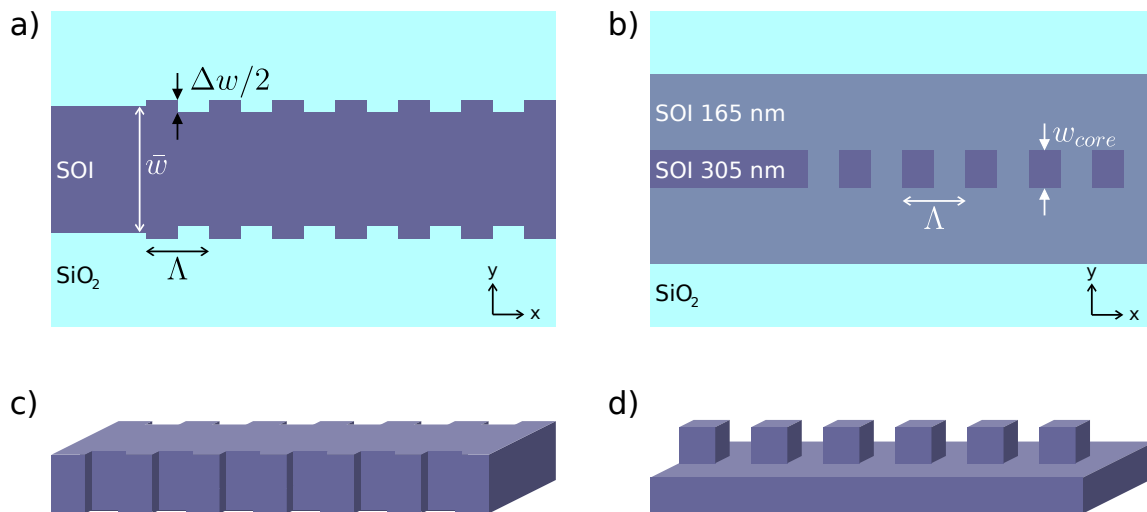 a)
Δw/2
SOI
w̄
Λ
SiO₂
y
x
b)
SOI 165 nm
w_core
SOI 305 nm
Λ
SiO₂
y
x
c)
d)